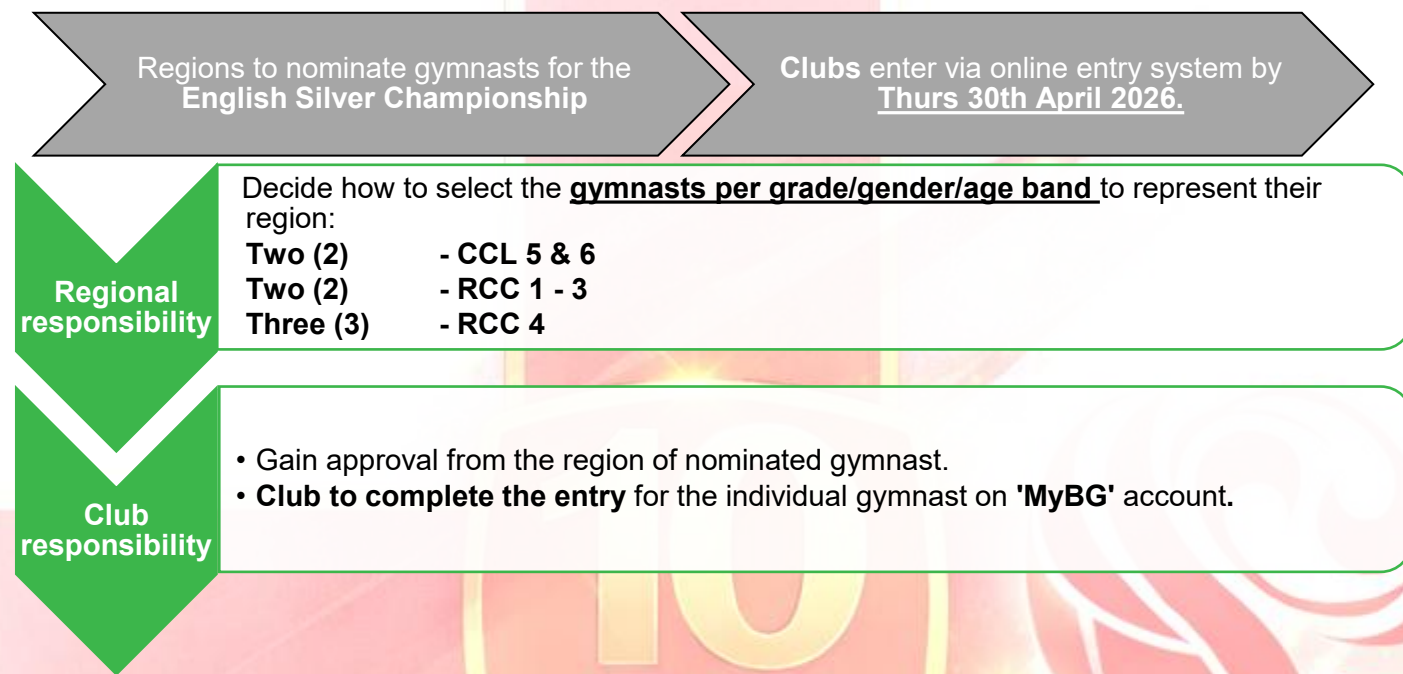 Regions to nominate gymnasts for the
English Silver Championship
Clubs enter via online entry system by
Thurs 30th April 2026.
Regional
responsibility
Decide how to select the gymnasts per grade/gender/age band to represent their
region:
Two (2) - CCL 5 & 6
Two (2) - RCC 1 - 3
Three (3) - RCC 4
Club
responsibility
• Gain approval from the region of nominated gymnast.
• Club to complete the entry for the individual gymnast on 'MyBG' account.
10